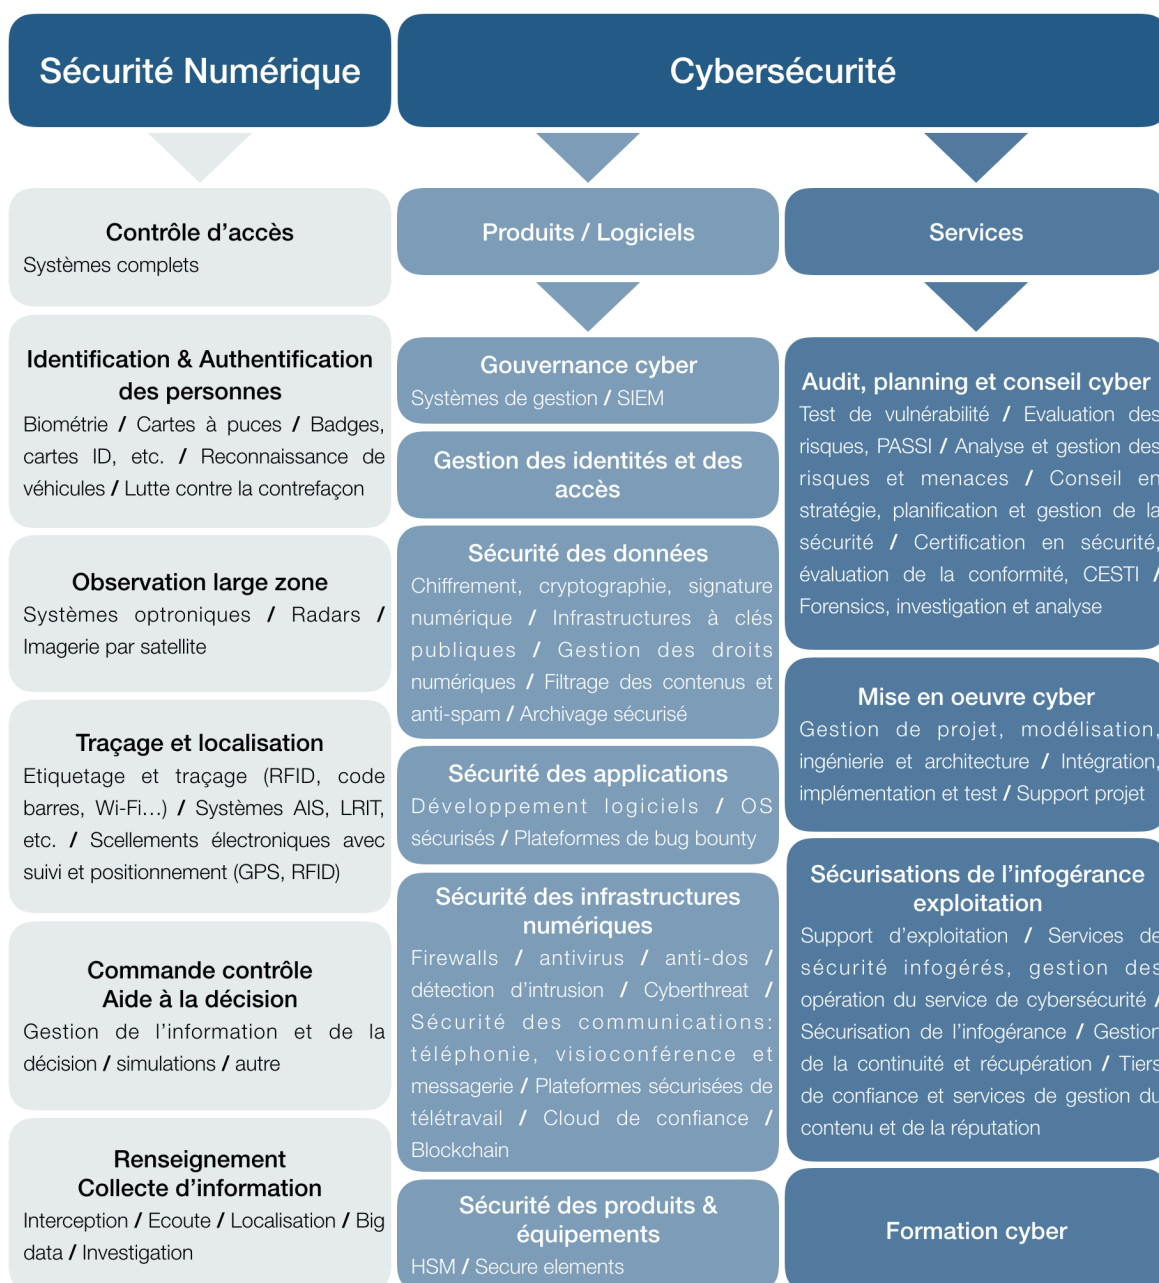 Sécurité Numérique
Cybersécurité
Contrôle d'accès
Systèmes complets
Identification & Authentification
des personnes
Biométrie / Cartes à puces / Badges,
cartes ID, etc. / Reconnaissance de
véhicules / Lutte contre la contrefaçon
Observation large zone
Systèmes optroniques / Radars /
Imagerie par satellite
Traçage et localisation
Etiquetage et traçage (RFID, code
barres, Wi-Fi…) / Systèmes AIS, LRIT,
etc. / Scellements électroniques avec
suivi et positionnement (GPS, RFID)
Commande contrôle
Aide à la décision
Gestion de l'information et de la
décision / simulations / autre
Renseignement
Collecte d'information
Interception / Ecoute / Localisation / Big
data / Investigation
Produits / Logiciels
Gouvernance cyber
Systèmes de gestion / SIEM
Gestion des identités et des
accès
Sécurité des données
Chiffrement, cryptographie, signature
numérique / Infrastructures à clés
publiques / Gestion des droits
numériques / Filtrage des contenus et
anti-spam / Archivage sécurisé
Sécurité des applications
Développement logiciels / OS
sécurisés / Plateformes de bug bounty
Sécurité des infrastructures
numériques
Firewalls / antivirus / anti-dos /
détection d'intrusion / Cyberthreat /
Sécurité des communications:
téléphonie, visioconférence et
messagerie / Plateformes sécurisées de
télétravail / Cloud de confiance /
Blockchain
Sécurité des produits &
équipements
HSM / Secure elements
Services
Audit, planning et conseil cyber
Test de vulnérabilité / Evaluation des
risques, PASSI / Analyse et gestion des
risques et menaces / Conseil en
stratégie, planification et gestion de la
sécurité / Certification en sécurité,
évaluation de la conformité, CESTI /
Forensics, investigation et analyse
Mise en oeuvre cyber
Gestion de projet, modélisation,
ingénierie et architecture / Intégration,
implémentation et test / Support projet
Sécurisations de l'infogérance
exploitation
Support d'exploitation / Services de
sécurité infogérés, gestion des
opération du service de cybersécurité /
Sécurisation de l'infogérance / Gestion
de la continuité et récupération / Tiers
de confiance et services de gestion du
contenu et de la réputation
Formation cyber